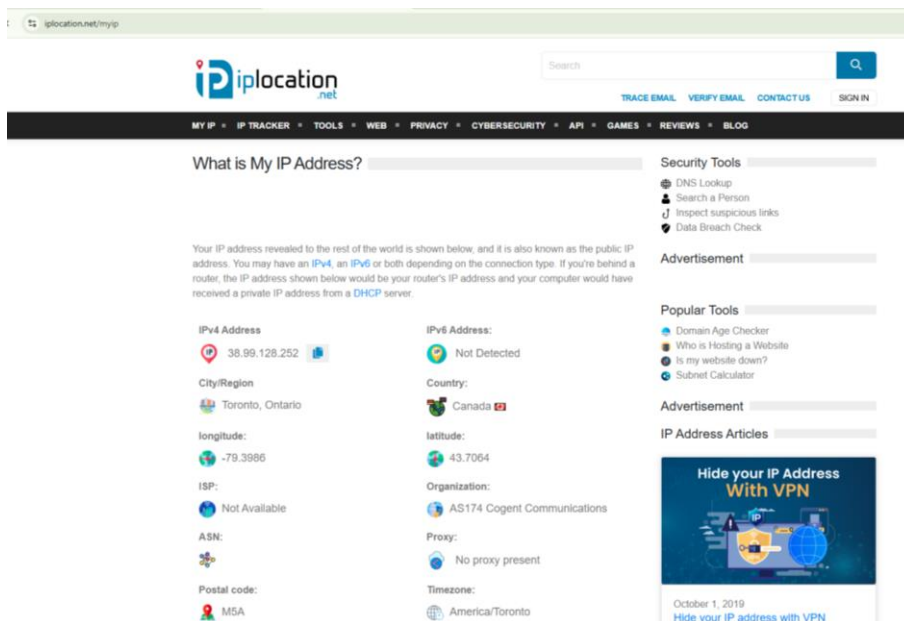 iplocation.net/myip
iplocation
.net
Search
TRACE EMAIL VERIFY EMAIL CONTACT US SIGN IN
MY IP IP TRACKER TOOLS WEB PRIVACY CYBERSECURITY API GAMES REVIEWS BLOG
What is My IP Address?
Your IP address revealed to the rest of the world is shown below, and it is also known as the public IP
address. You may have an IPv4, an IPv6 or both depending on the connection type. If you're behind a
router, the IP address shown below would be your router's IP address and your computer would have
received a private IP address from a DHCP server.
IPv4 Address
IP
38.99.128.252
IPv6 Address:
Not Detected
City/Region
Toronto, Ontario
Country:
Canada
longitude:
-79.3986
latitude:
43.7064
ISP:
Not Available
Organization:
AS174 Cogent Communications
ASN:
Proxy:
No proxy present
Postal code:
M5A
Timezone:
America/Toronto
Security Tools
DNS Lookup
Search a Person
Inspect suspicious links
Data Breach Check
Advertisement
Popular Tools
Domain Age Checker
Who is Hosting a Website
Is my website down?
Subnet Calculator
Advertisement
IP Address Articles
Hide your IP Address
With VPN
IP
October 1, 2019
Hide your IP address with VPN